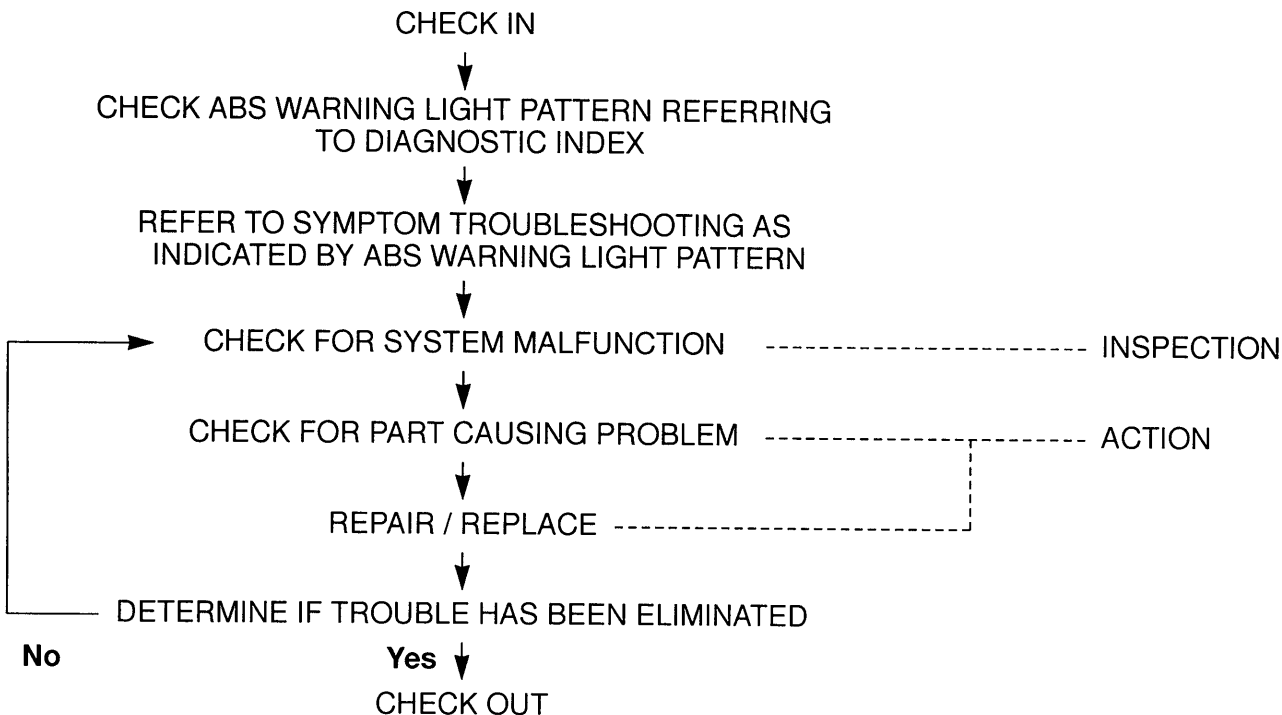 CHECK IN
CHECK ABS WARNING LIGHT PATTERN REFERRING
TO DIAGNOSTIC INDEX
REFER TO SYMPTOM TROUBLESHOOTING AS
INDICATED BY ABS WARNING LIGHT PATTERN
CHECK FOR SYSTEM MALFUNCTION
INSPECTION
CHECK FOR PART CAUSING PROBLEM
ACTION
REPAIR / REPLACE
DETERMINE IF TROUBLE HAS BEEN ELIMINATED
No
Yes
CHECK OUT